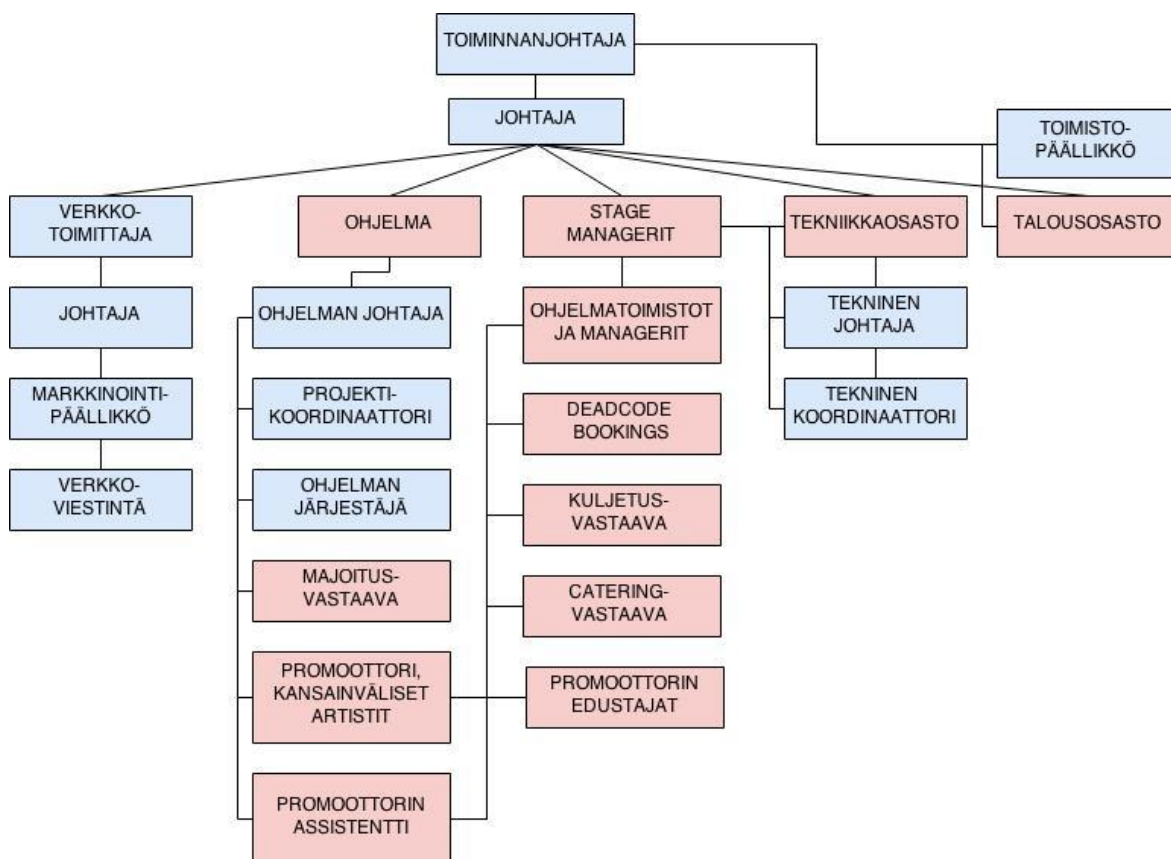 TOIMINNANJOHTAJA
JOHTAJA
TOIMISTO-
PÄÄLLIKKÖ
VERKKO-
TOIMITTAJA
OHJELMA
STAGE
MANAGERIT
TEKNIIKKAOSASTO
TALOUSOSASTO
JOHTAJA
OHJELMAN JOHTAJA
OHJELMATOIMISTOT
JA MANAGERIT
TEKNINEN
JOHTAJA
MARKKINOINTI-
PÄÄLLIKKÖ
PROJEKTI-
KOORDINAATTORI
DEADCODE
BOOKINGS
TEKNINEN
KOORDINAATTORI
VERKKO-
VIESTINTÄ
OHJELMAN
JÄRJESTÄJÄ
KULJETUS-
VASTAAVA
MAJOITUS-
VASTAAVA
CATERING-
VASTAAVA
PROMOOTTORI,
KANSAINVÄLISET
ARTISTIT
PROMOOTTORIN
EDUSTAJAT
PROMOOTTORIN
ASSISTENTTI